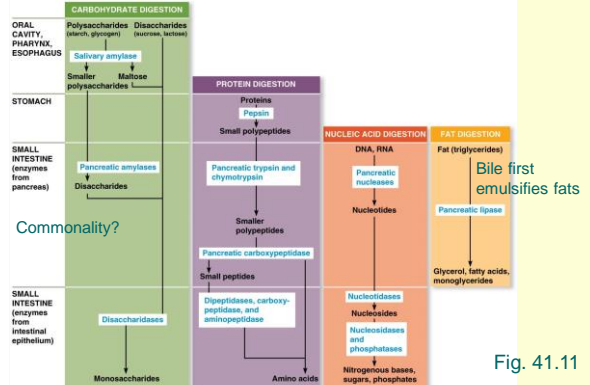 CARBOHYDRATE DIGESTION
ORAL
CAVITY,
PHARYNX,
ESOPHAGUS
Polysaccharides
(starch, glycogen)
Disaccharides
(sucrose, lactose)
Salivary amylase
Smaller
polysaccharides
Maltose
PROTEIN DIGESTION
STOMACH
Proteins
Pepsin
Small polypeptides
NUCLEIC ACID DIGESTION
FAT DIGESTION
SMALL
INTESTINE
(enzymes
from
pancreas)
Pancreatic amylases
Disaccharides
Pancreatic trypsin and
chymotrypsin
Smaller
polypeptides
Pancreatic carboxypeptidase
Small peptides
DNA, RNA
Pancreatic
nucleases
Nucleotides
Fat (triglycerides)
Bile first
emulsifies fats
Pancreatic lipase
Glycerol, fatty acids,
monoglycerides
Commonality?
SMALL
INTESTINE
(enzymes
from
intestinal
epithelium)
Disaccharidases
Monosaccharides
Dipeptidases, carboxy-
peptidase, and
aminopeptidase
Amino acids
Nucleotidases
Nucleosides
Nucleosidases
and
phosphatases
Nitrogenous bases,
sugars, phosphates
Fig. 41.11